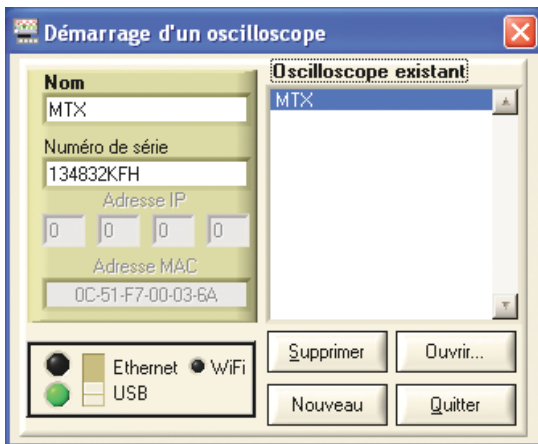 Démarrage d'un oscilloscope
Nom
MTX
Numéro de série
134832KFH
Adresse IP
0 0 0 0
Adresse MAC
0C-51-F7-00-03-6A
Ethernet WiFi
USB
Oscilloscope existant
MTX
Supprimer Ouvrir...
Nouveau Quitter